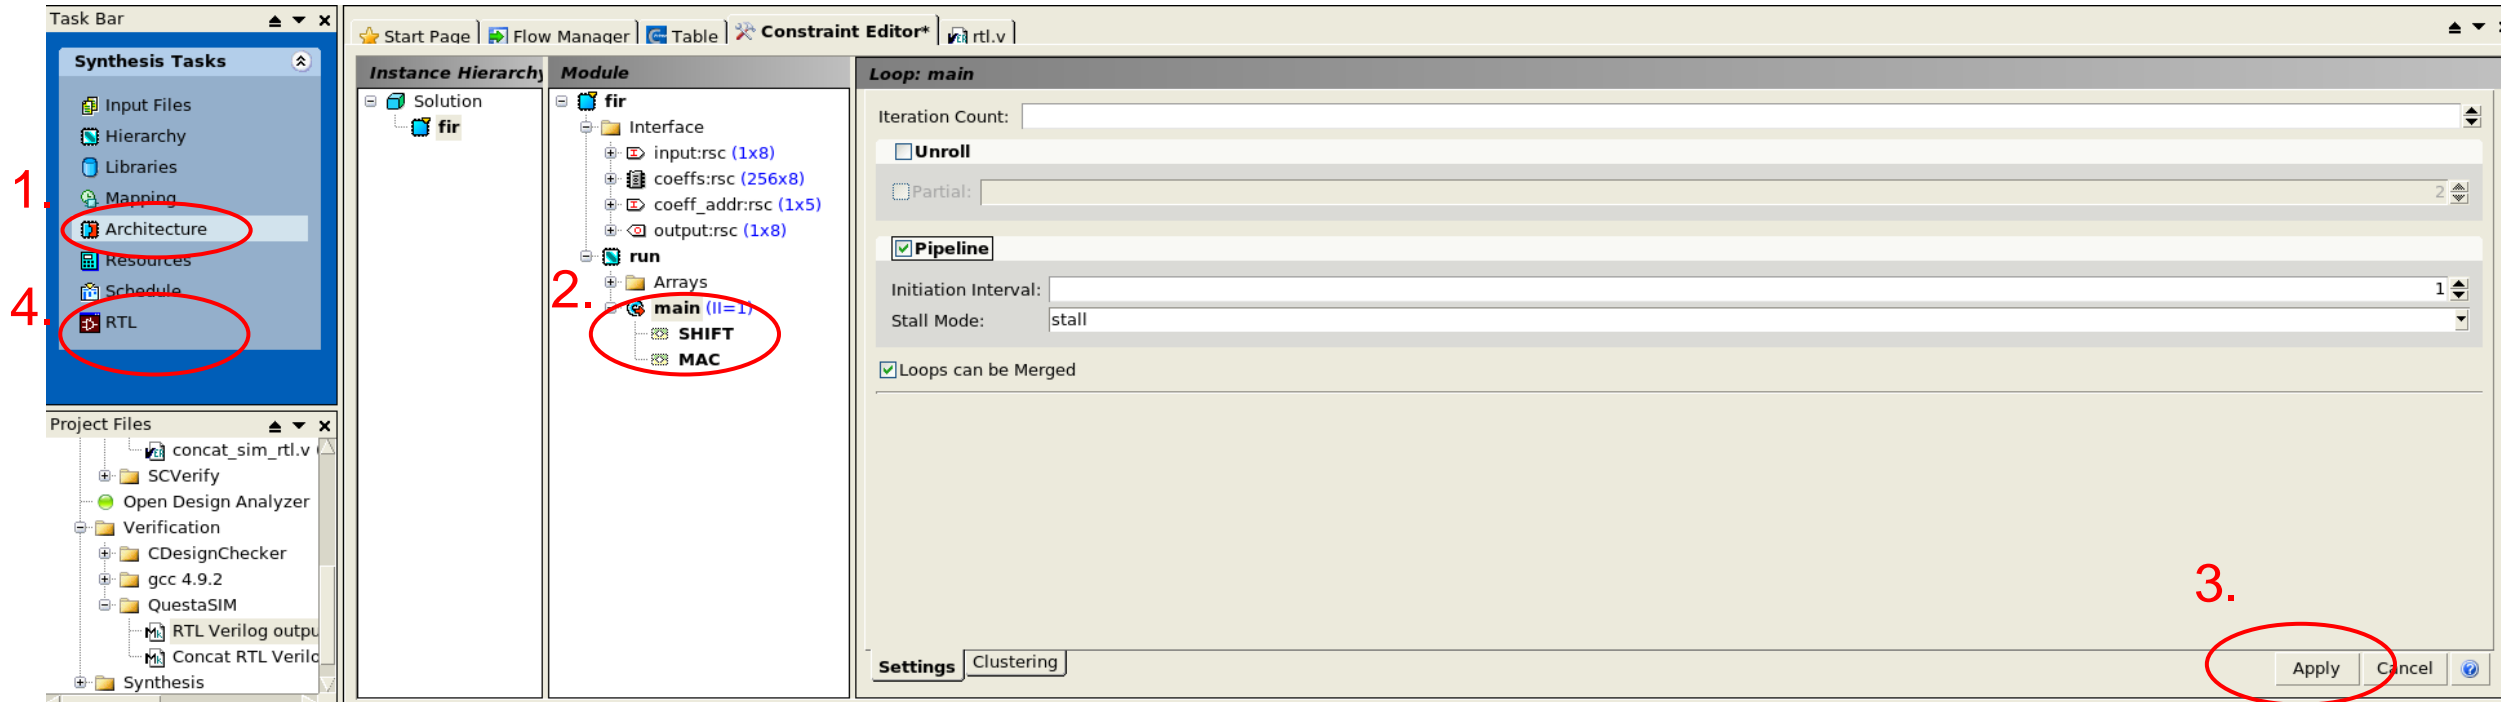 Task Bar
Synthesis Tasks
Input Files
Hierarchy
Libraries
1.
Mapping
Architecture
Resources
Schedule
4.
RTL
Project Files
concat_sim_rtl.v
SCVerify
Open Design Analyzer
Verification
CDesignChecker
gcc 4.9.2
QuestaSIM
RTL Verilog outpu
Concat RTL Verilo
Synthesis
Start Page
Flow Manager
Table
Constraint Editor*
rtl.v
Instance Hierarchy
Solution
fir
Module
fir
Interface
input:rsc (1x8)
coeffs:rsc (256x8)
coeff_addr:rsc (1x5)
output:rsc (1x8)
run
2.
Arrays
main (II=1)
SHIFT
MAC
Loop: main
Iteration Count:
Unroll
Partial: 2
Pipeline
Initiation Interval: 1
Stall Mode: stall
Loops can be Merged
3.
Settings
Clustering
Apply
Cancel